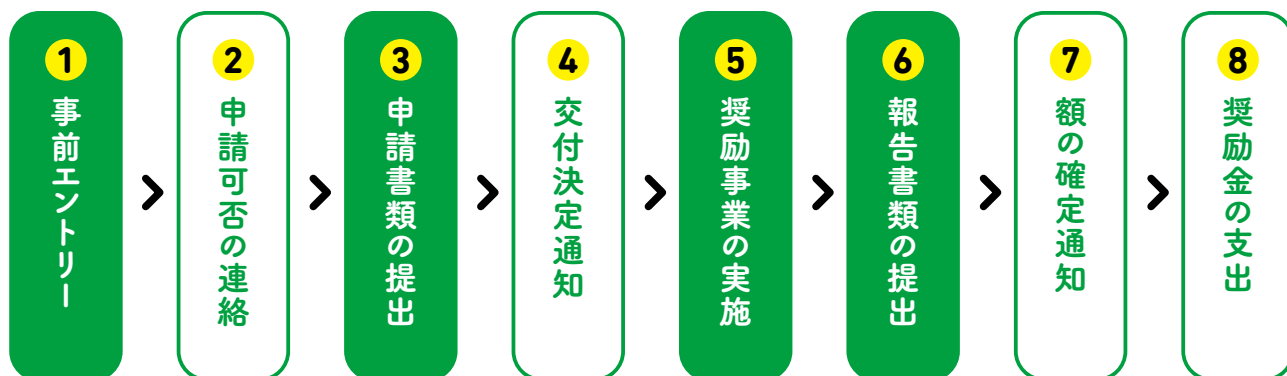 1
事前エントリー
2
申請可否の連絡
3
申請書類の提出
4
交付決定通知
5
奨励事業の実施
6
報告書類の提出
7
額の確定通知
8
奨励金の支出